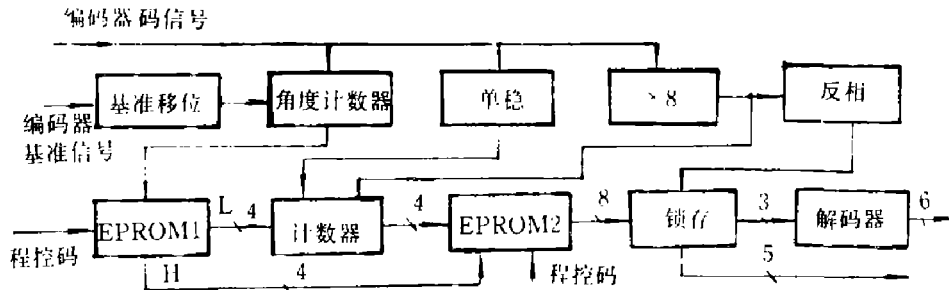 编码器码信号
基准移位
角度计数器
单稳
×8
反相
编码器
基准信号
EPROM1
L
4
计数器
4
EPROM2
8
锁存
3
解码器
6
程控码
H
4
程控码
5